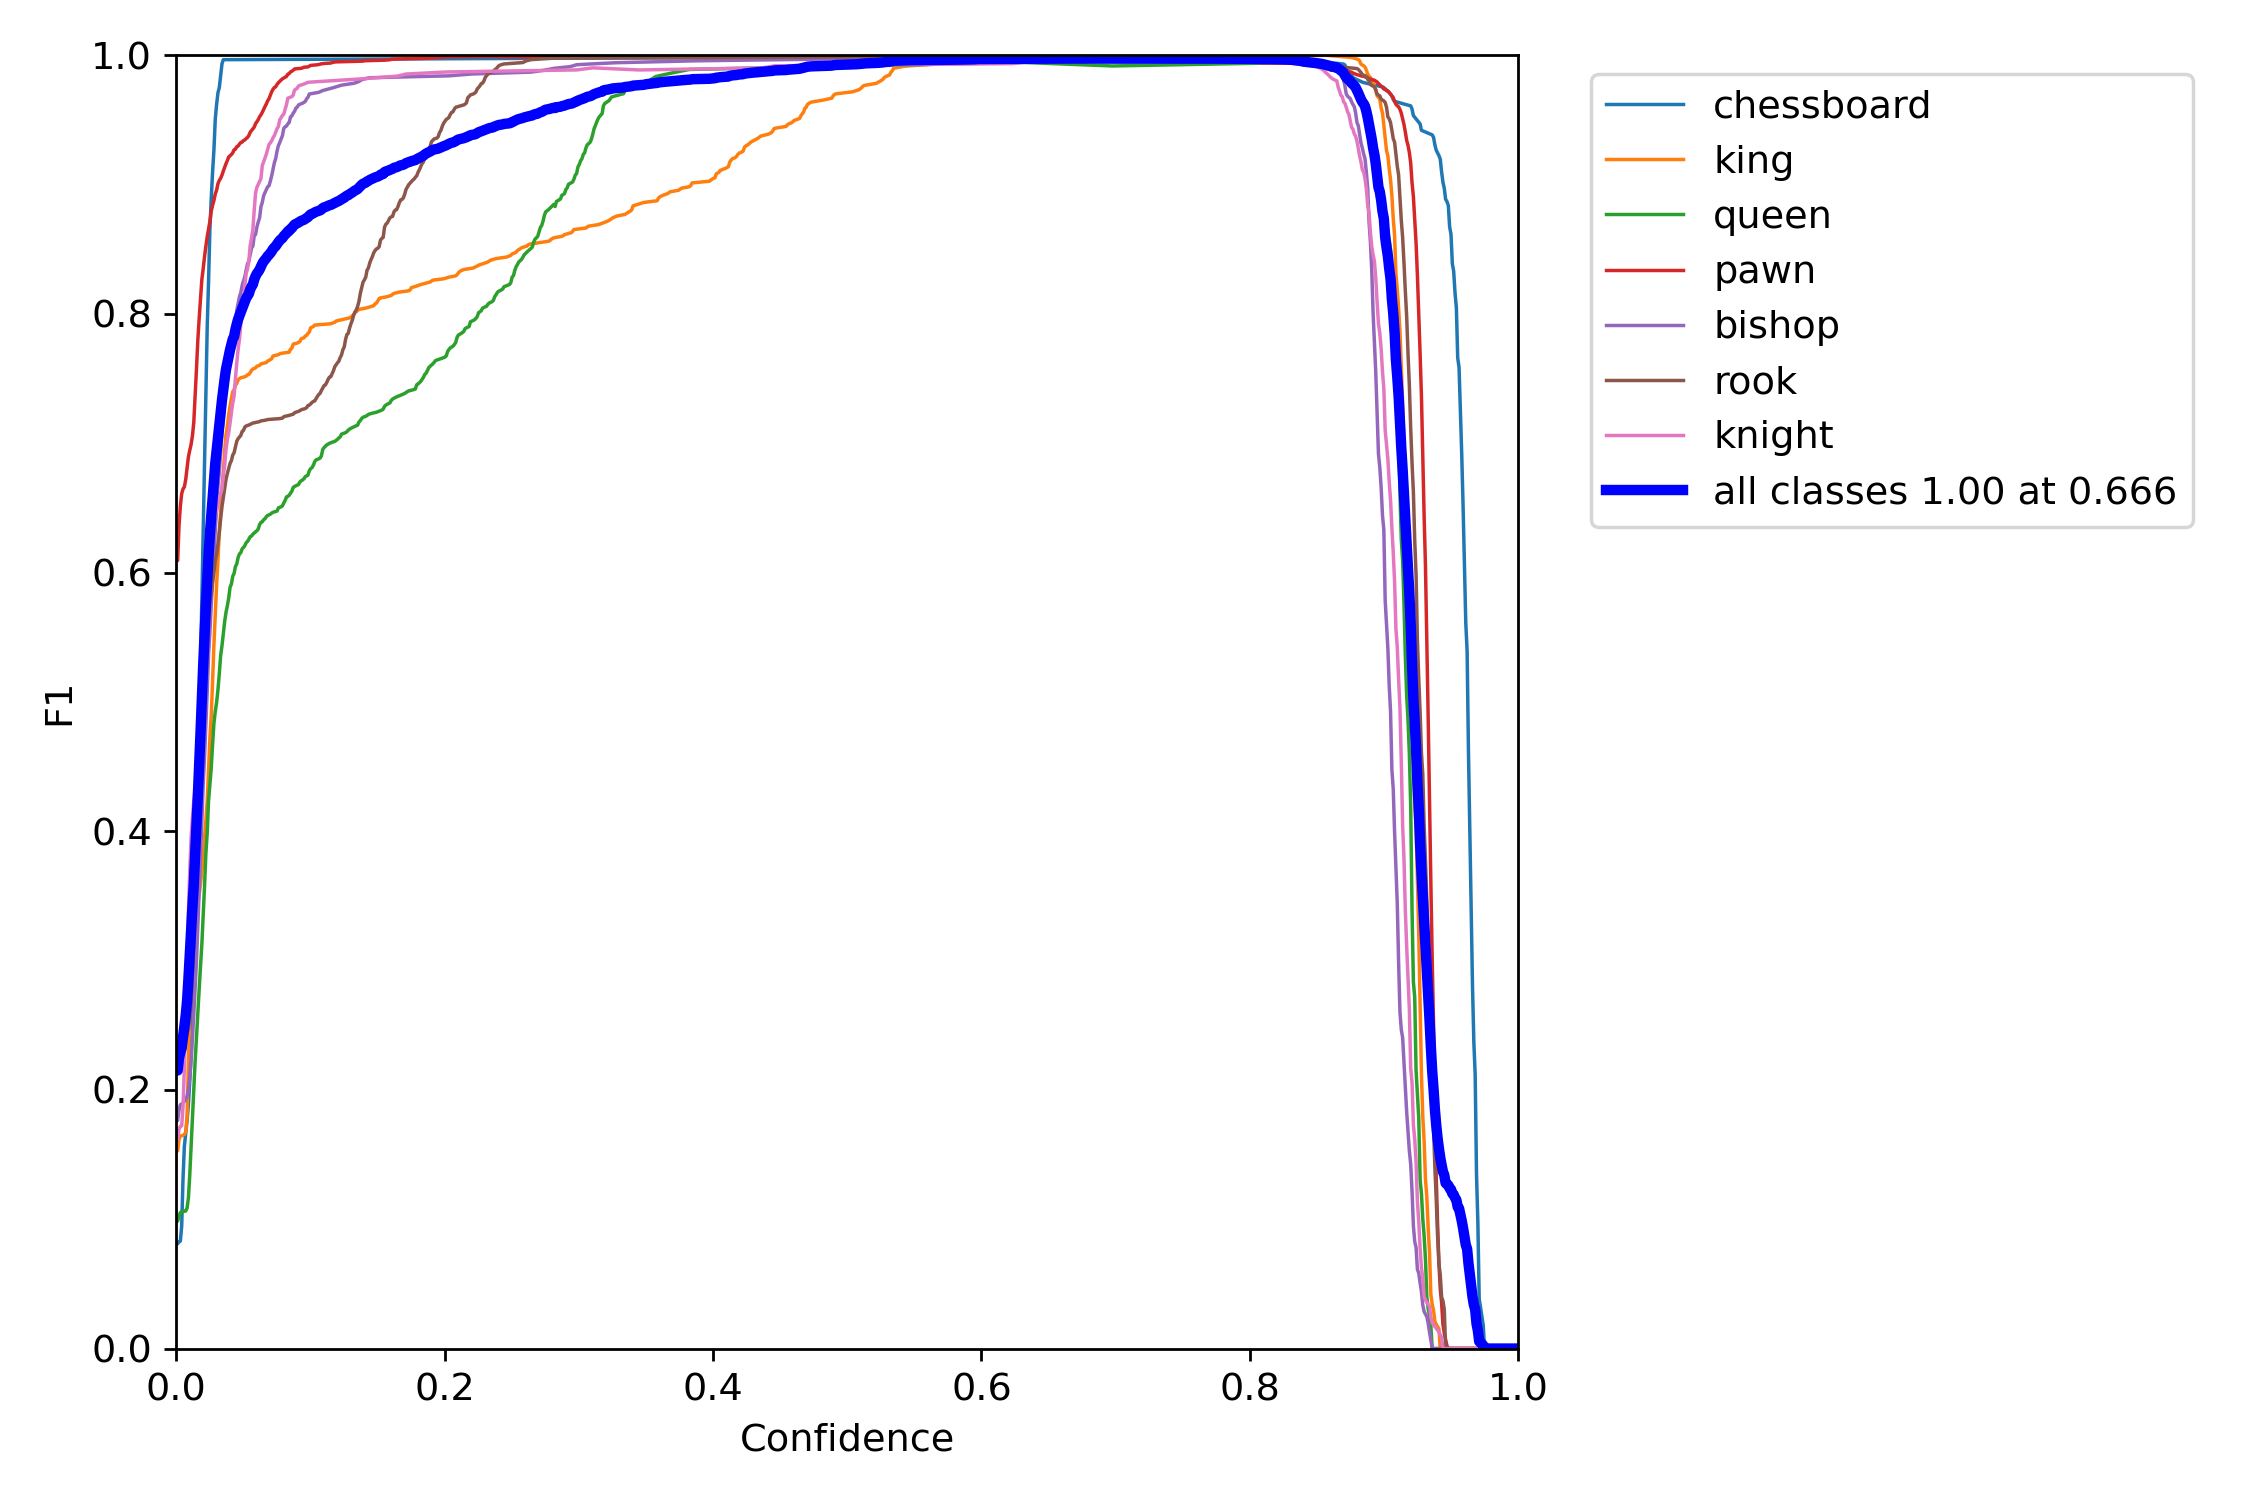 1.0
0.8
0.6
0.4
0.2
0.0
F1
0.0 0.2 0.4 0.6 0.8 1.0
Confidence
chessboard
king
queen
pawn
bishop
rook
knight
all classes 1.00 at 0.666